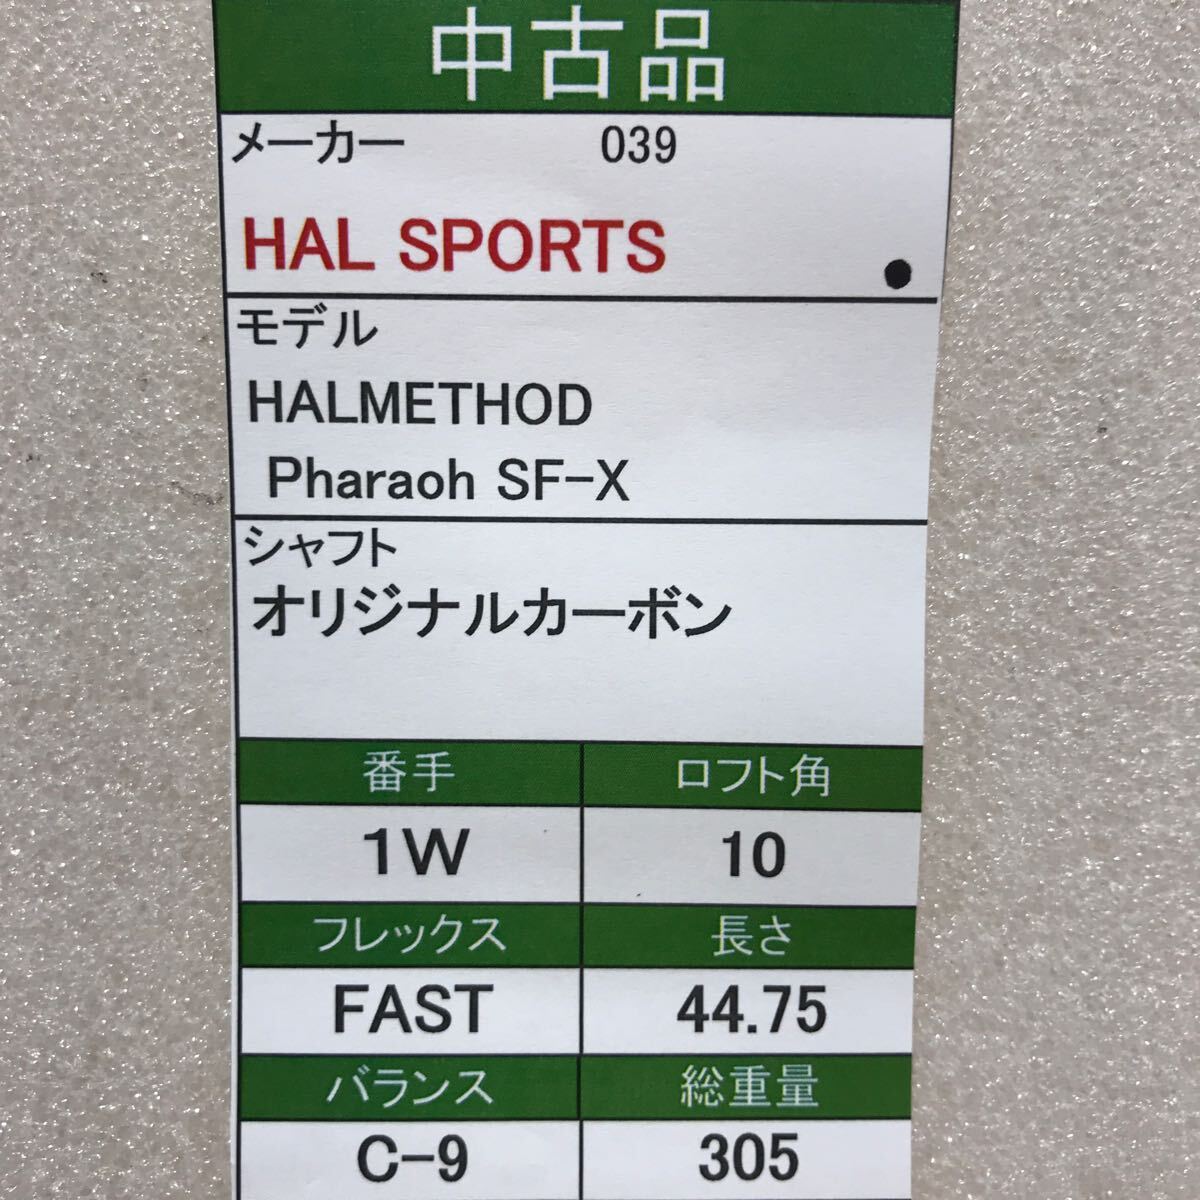 中古品
メーカー 039
HAL SPORTS
モデル
HALMETHOD
Pharaoh SF-X
シャフト
オリジナルカーボン
番手 ロフト角
1W 10
フレックス 長さ
FAST 44.75
バランス 総重量
C-9 305